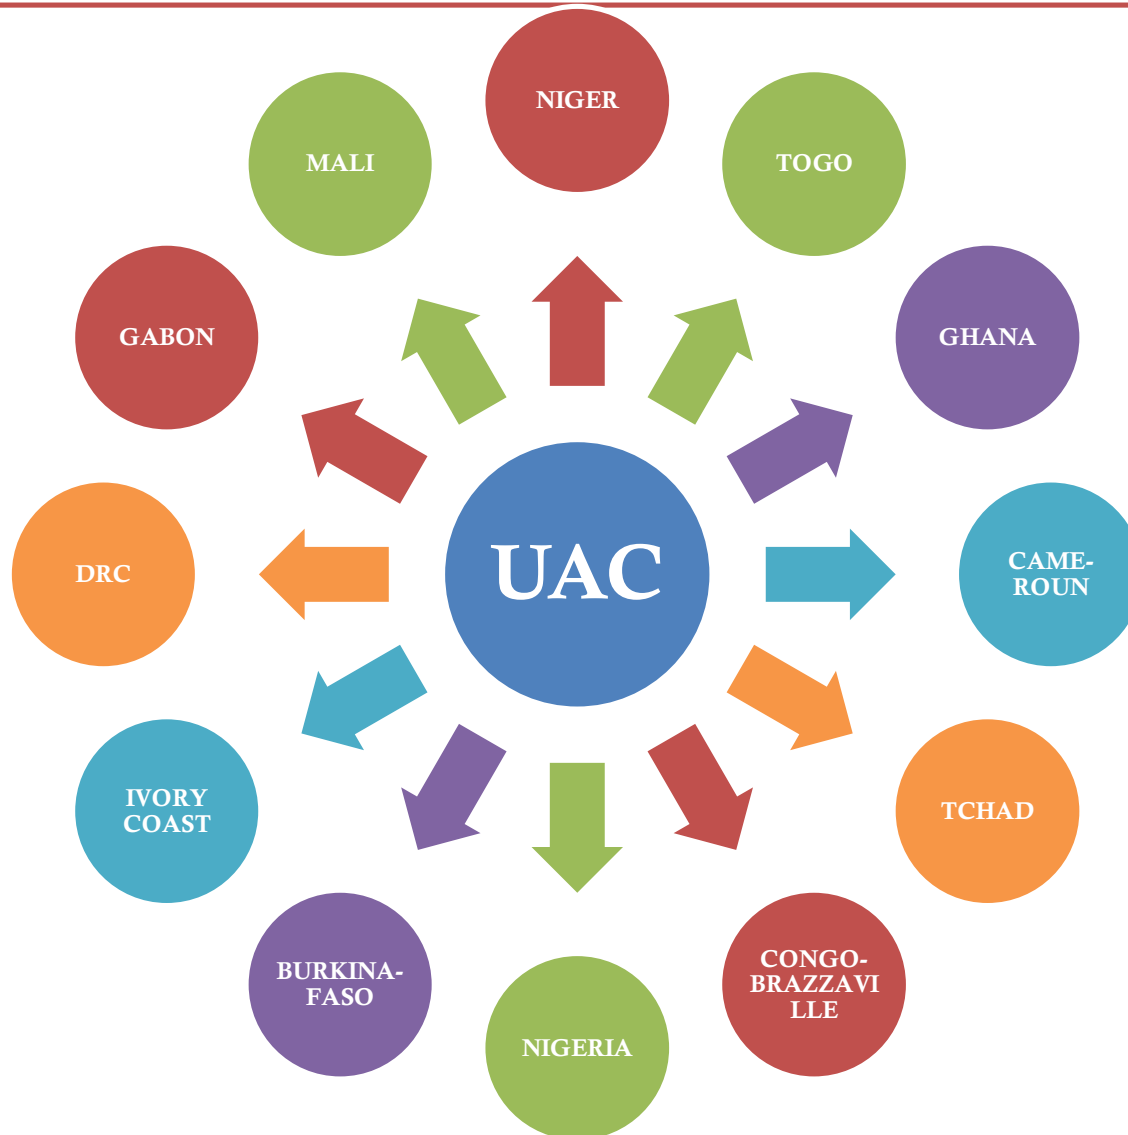 NIGER
MALI
TOGO
GABON
GHANA
DRC
UAC
CAME-
ROUN
IVORY
COAST
TCHAD
BURKINA-
FASO
CONGO-
BRAZZAVI
LLE
NIGERIA